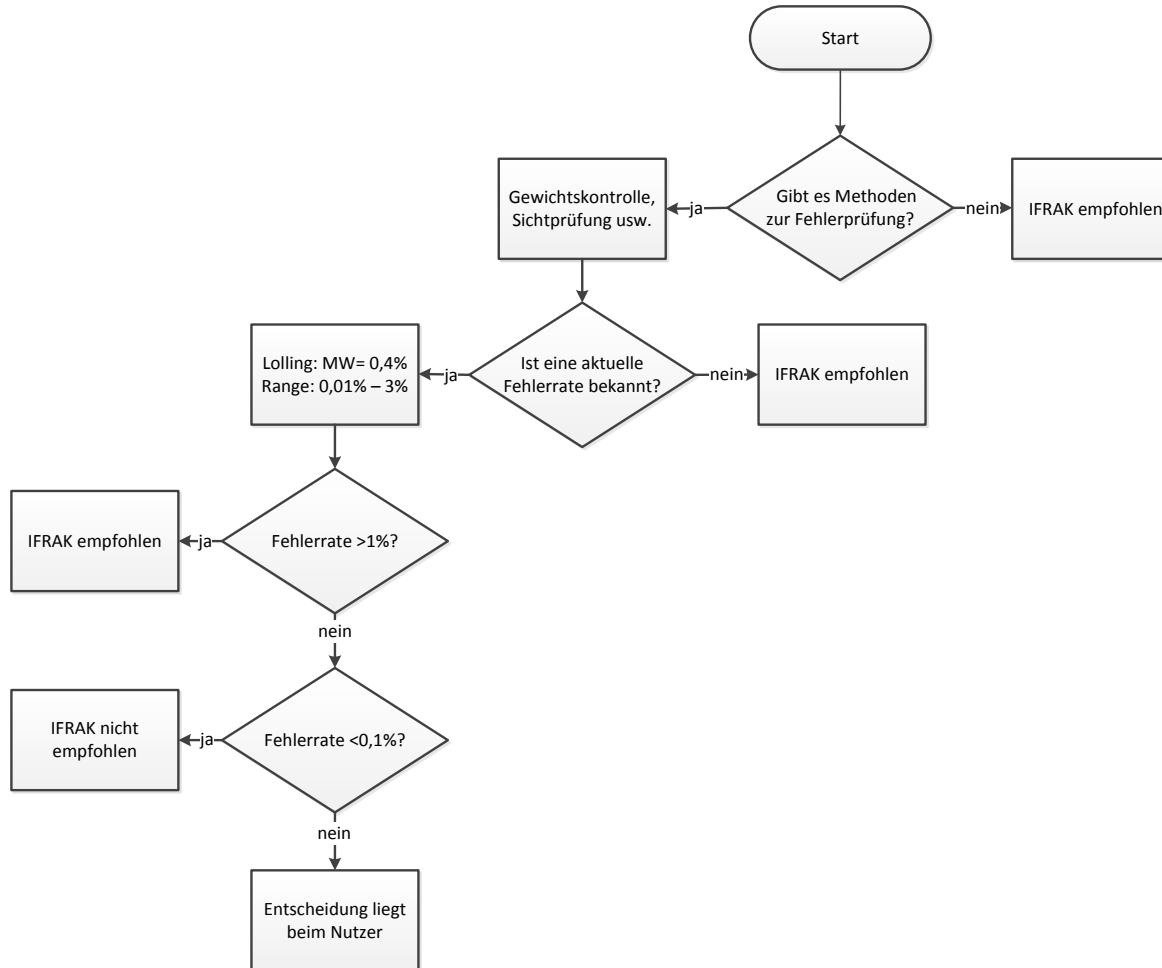 Start
Gibt es Methoden
zur Fehlerprüfung?
ja
nein
Gewichtskontrolle,
Sichtprüfung usw.
IFRAK empfohlen
Ist eine aktuelle
Fehlerrate bekannt?
ja
nein
Lolling: MW= 0,4%
Range: 0,01% – 3%
IFRAK empfohlen
Fehlerrate >1%?
ja
IFRAK empfohlen
nein
Fehlerrate <0,1%?
ja
IFRAK nicht
empfohlen
nein
Entscheidung liegt
beim Nutzer